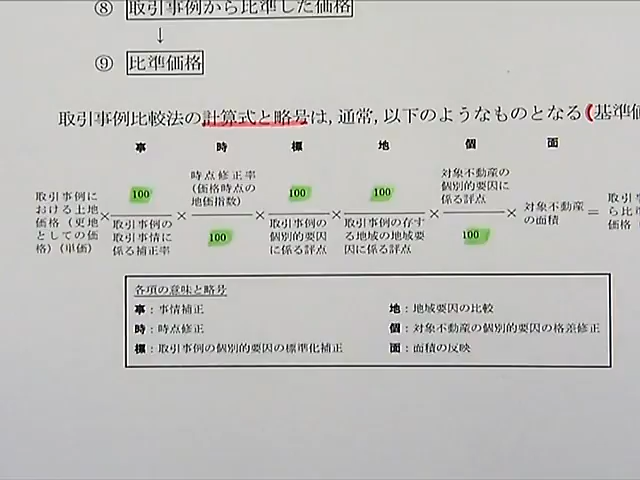 ⑧ 取引事例から比準した価格
↓
⑨ 比準価格
取引事例比較法の計算式と略号は,通常,以下のようなものとなる(基準価
事 時 標 地 個 面
取引事例に
おける土地
価格(更地
としての価
格)(単価)
×
100
取引事例の
取引事情に
係る補正率
×
時点修正率
(価格時点の
地価指数)
100
×
100
取引事例の
個別的要因
に係る評点
×
100
取引事例の存す
る地域の地域要
因に係る評点
×
対象不動産の
個別的要因に
係る評点
100
×
対象不動産
の面積
=
取引事
ら比準
価格
各項の意味と略号
事:事情補正
地:地域要因の比較
時:時点修正
個:対象不動産の個別的要因の格差修正
標:取引事例の個別的要因の標準化補正
面:面積の反映